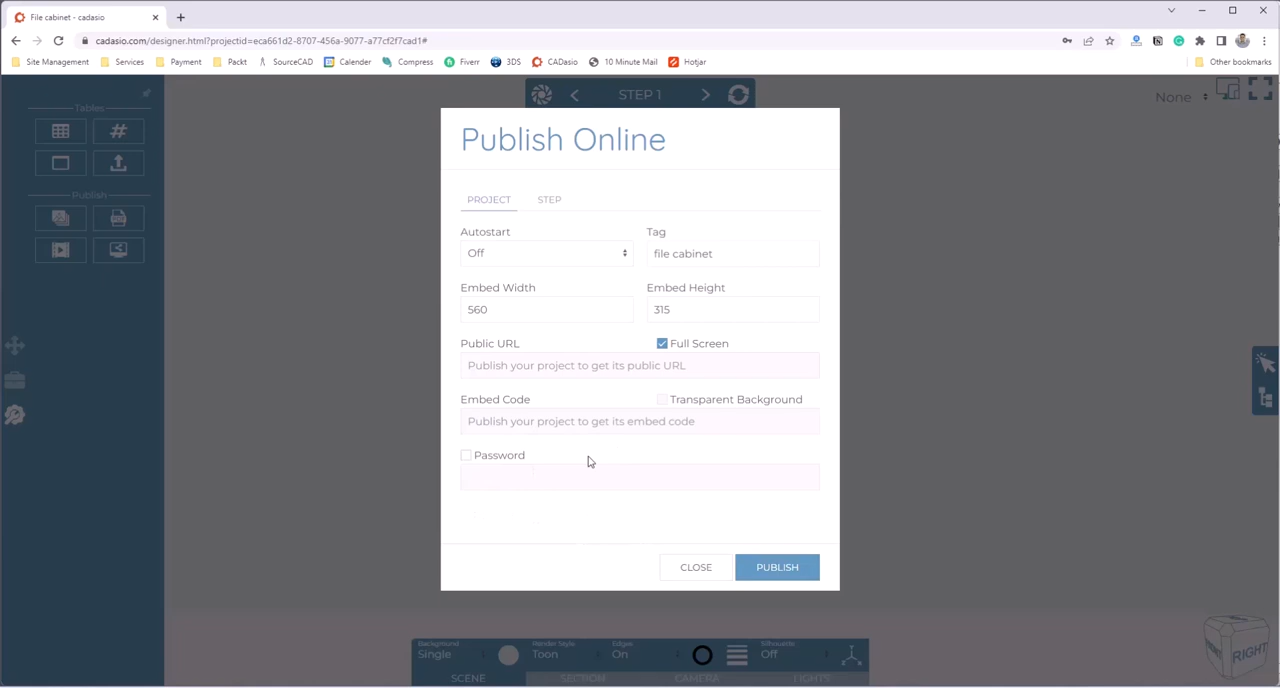 File cabinet - cadasio
cadasio.com/designer.html?projectid=eca661d2-8707-456a-9077-a77cf2f7cad1#
Site Management Services Payment Packt SourceCAD Calender Compress Fiverr 3DS CADasio 10 Minute Mail Hotjar Other bookmarks
Tables
Publish
STEP 1
None
Publish Online
PROJECT STEP
Autostart Tag
Off file cabinet
Embed Width Embed Height
560 315
Public URL Full Screen
Publish your project to get its public URL
Embed Code Transparent Background
Publish your project to get its embed code
Password
CLOSE PUBLISH
Background Render Style Edges Silhouette
Single Toon On Off
SCENE SECTION CAMERA LIGHTS
RIGHT